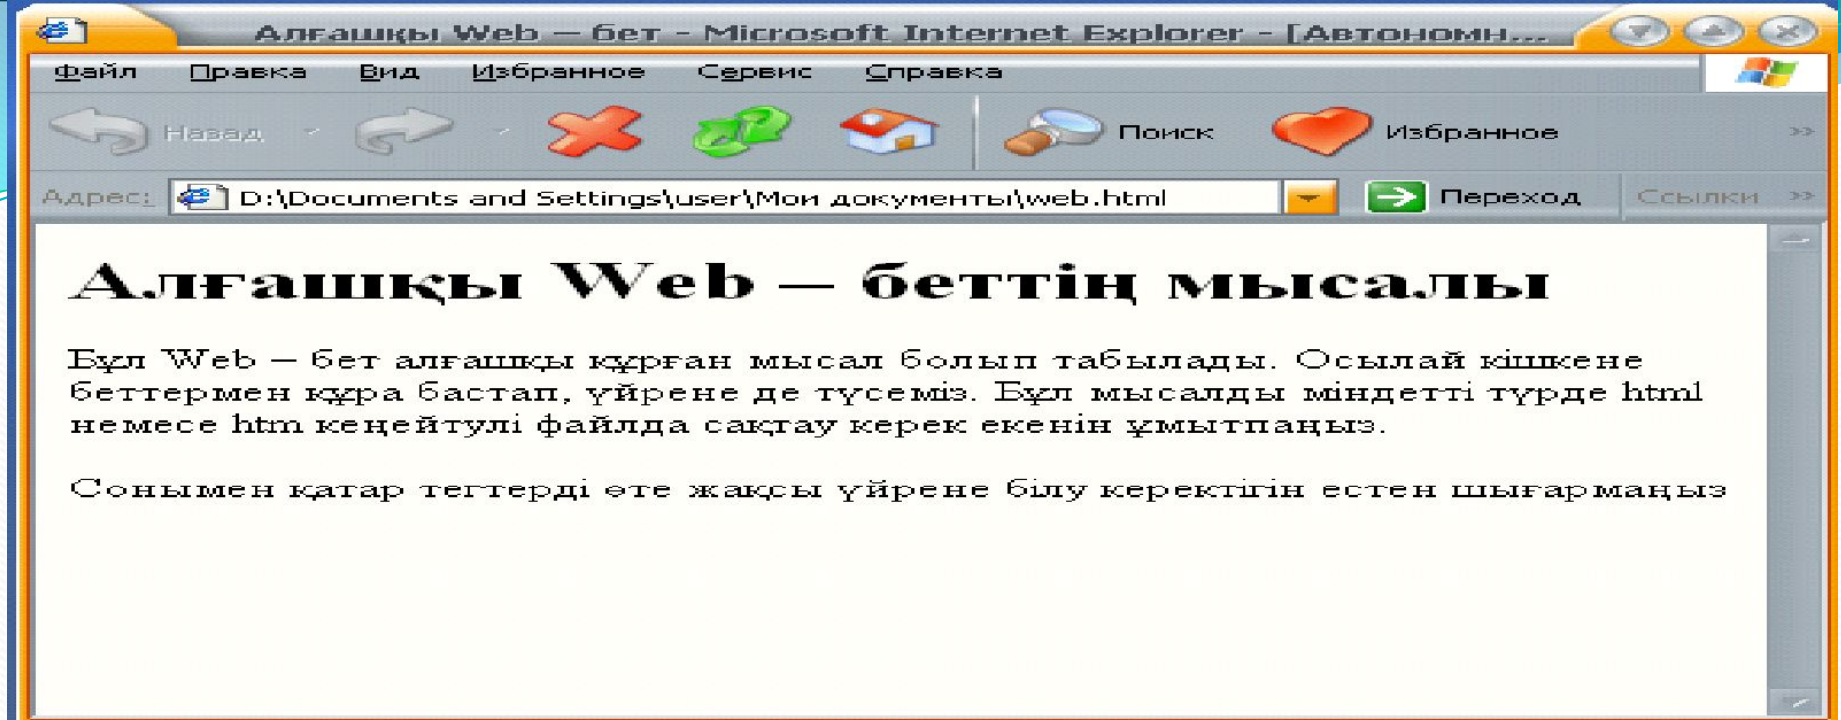 Алғашқы Web – бет - Microsoft Internet Explorer - [Автономн...
Файл Правка Вид Избранное Сервис Справка
Назад Поиск Избранное
Адрес: D:\Documents and Settings\user\Мои документы\web.html Переход Ссылки
Алғашқы Web – беттің мысалы
Бұл Web – бет алғашқы құрған мысал болып табылады. Осылай кішкене
беттермен құра бастап, үйрене де түсеміз. Бұл мысалды міндетті түрде html
немесе htm кеңейтулі файлда сақтау керек екенін ұмытпаңыз.
Сонымен қатар тегтерді өте жақсы үйрене білу керектігін естен шығармаңыз